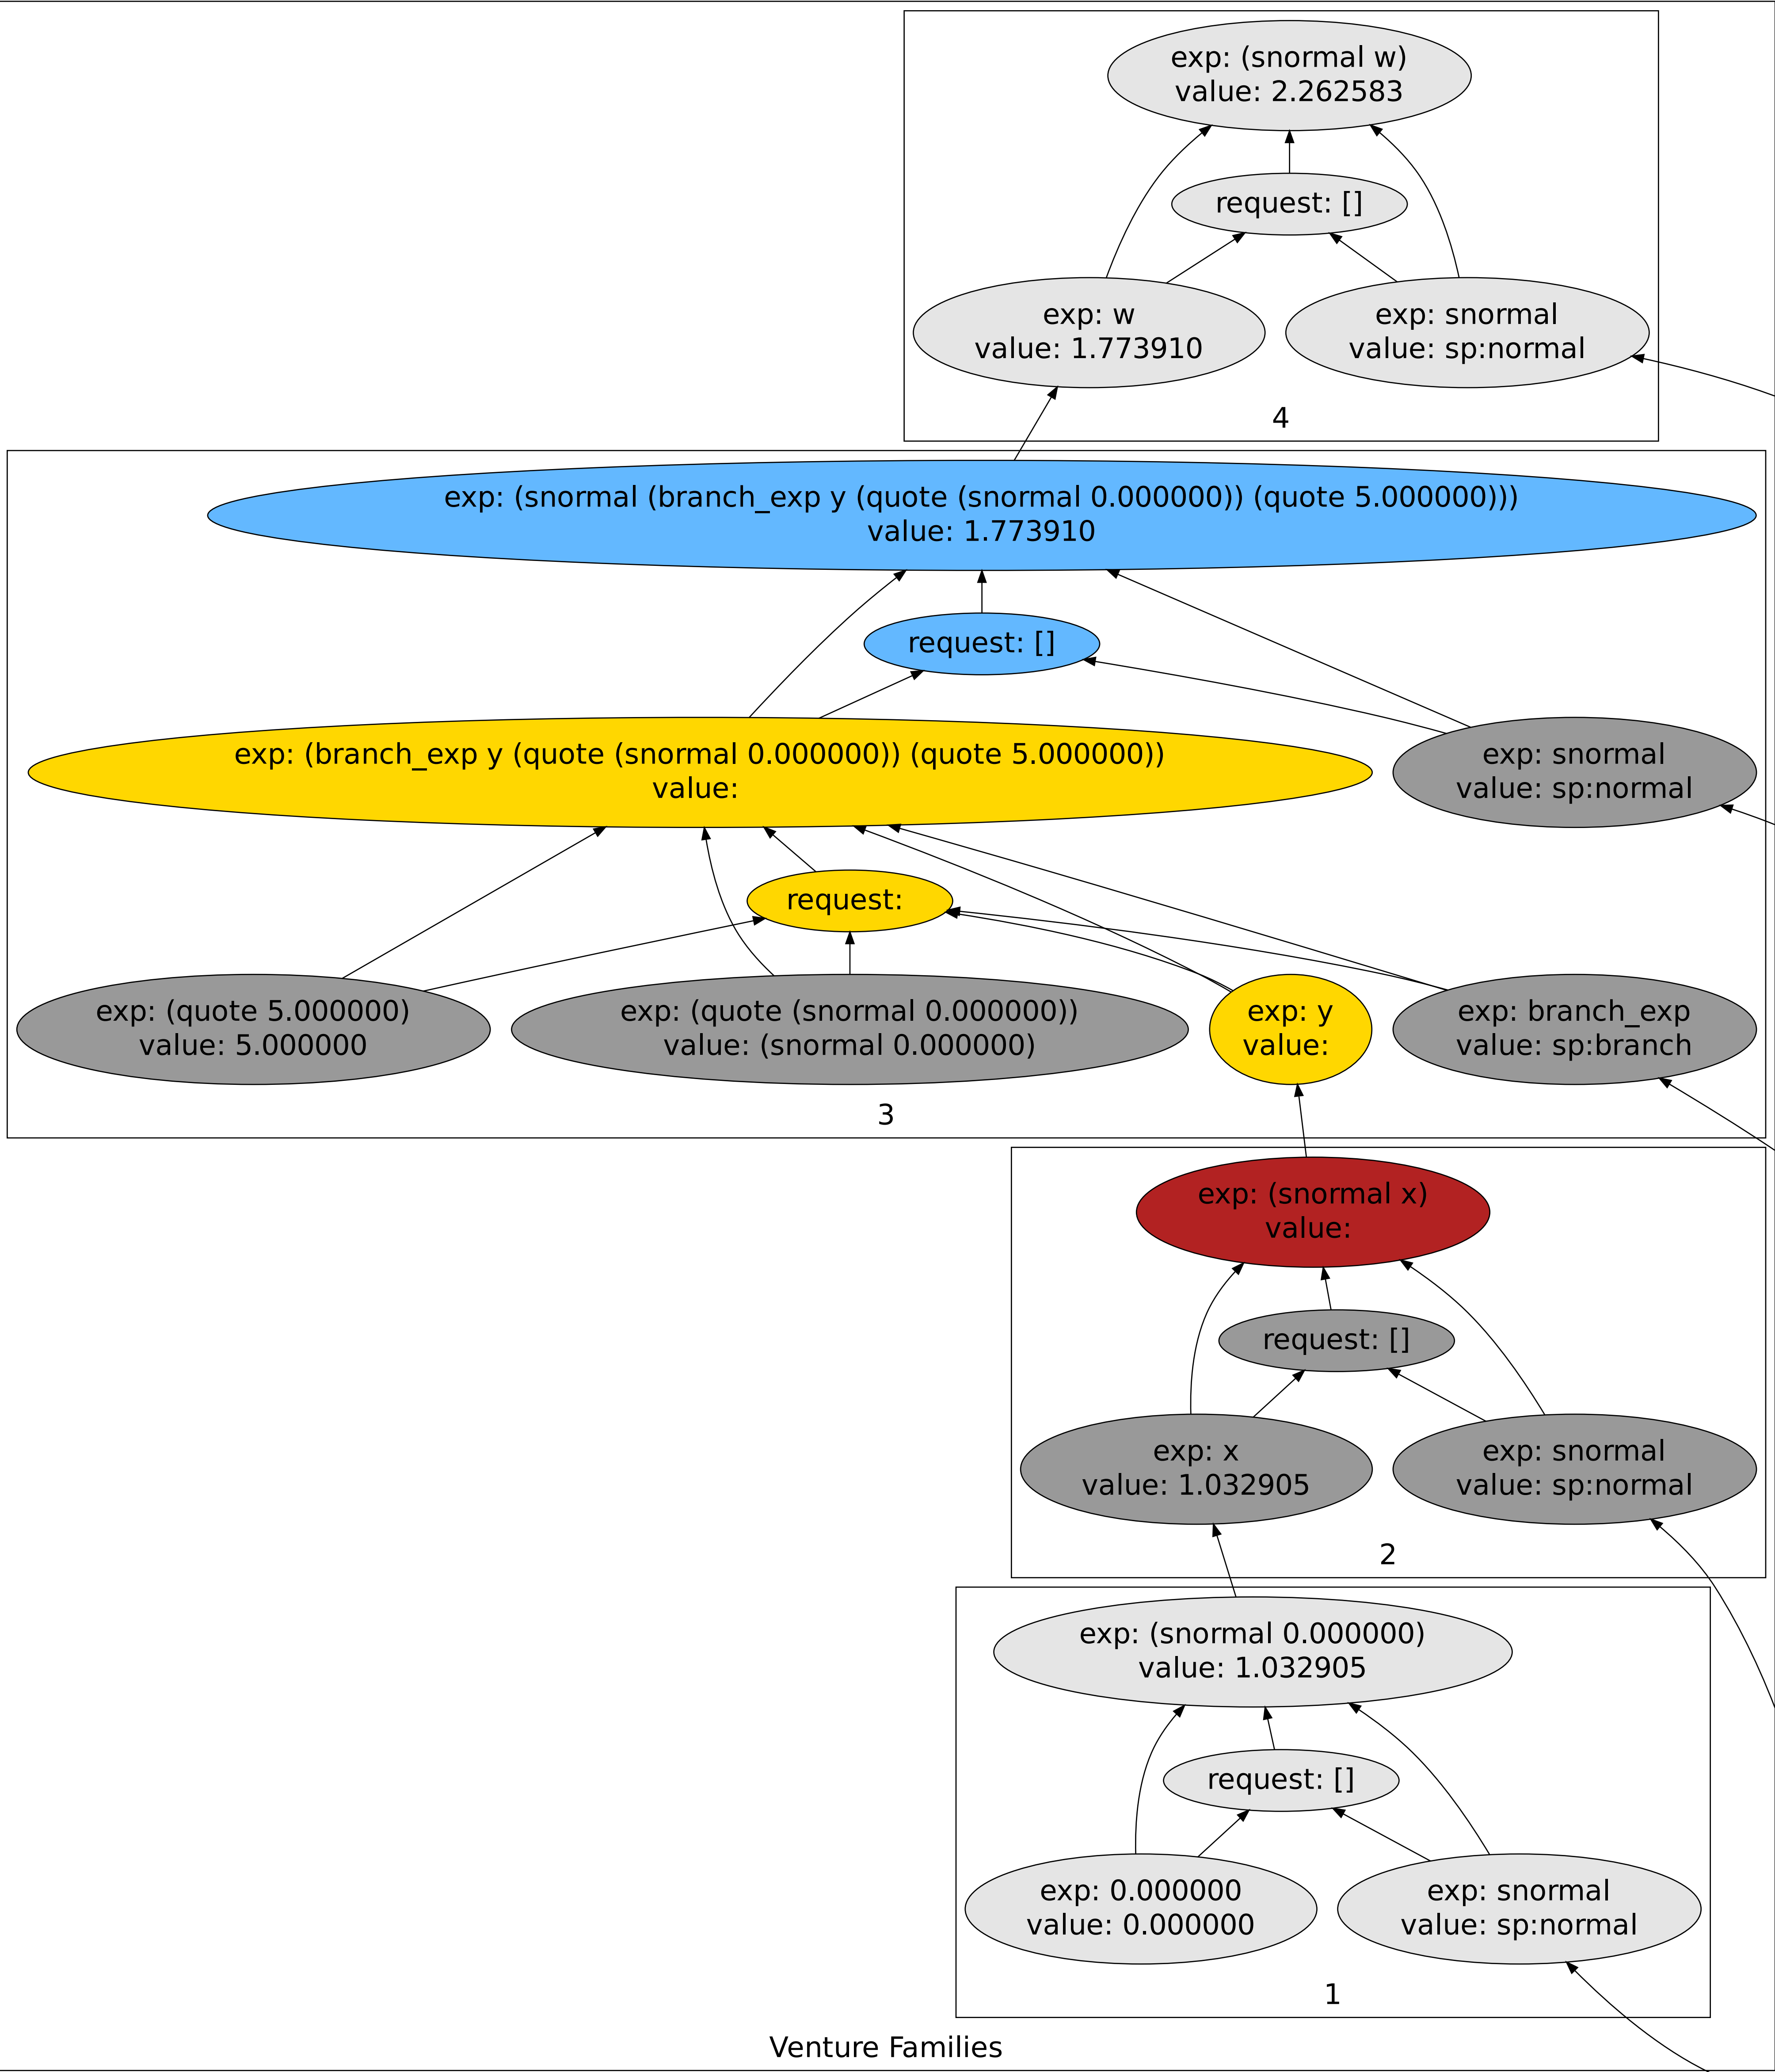 exp: (snormal w)
value: 2.262583
request: []
exp: w
value: 1.773910
exp: snormal
value: sp:normal
4
exp: (snormal (branch_exp y (quote (snormal 0.000000)) (quote 5.000000)))
value: 1.773910
request: []
exp: (branch_exp y (quote (snormal 0.000000)) (quote 5.000000))
value:
exp: snormal
value: sp:normal
request:
exp: (quote 5.000000)
value: 5.000000
exp: (quote (snormal 0.000000))
value: (snormal 0.000000)
exp: y
value:
exp: branch_exp
value: sp:branch
3
exp: (snormal x)
value:
request: []
exp: x
value: 1.032905
exp: snormal
value: sp:normal
2
exp: (snormal 0.000000)
value: 1.032905
request: []
exp: 0.000000
value: 0.000000
exp: snormal
value: sp:normal
1
Venture Families